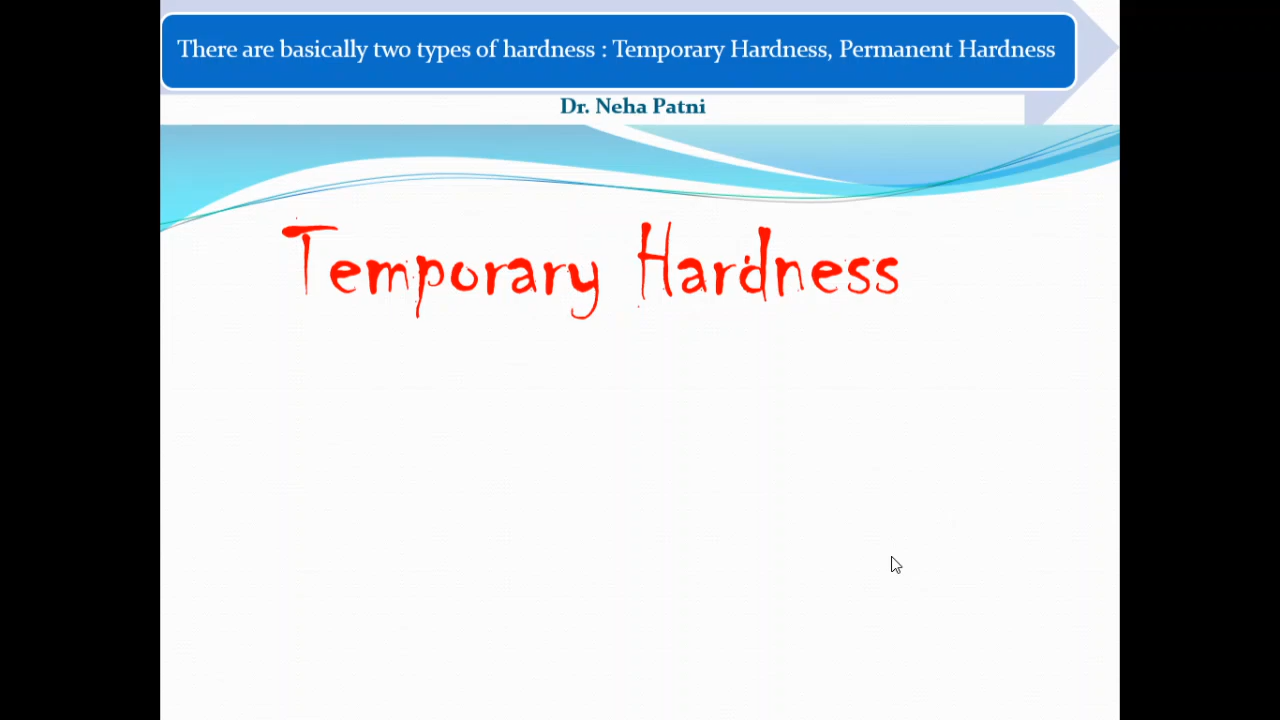 There are basically two types of hardness : Temporary Hardness, Permanent Hardness
Dr. Neha Patni
Temporary Hardness